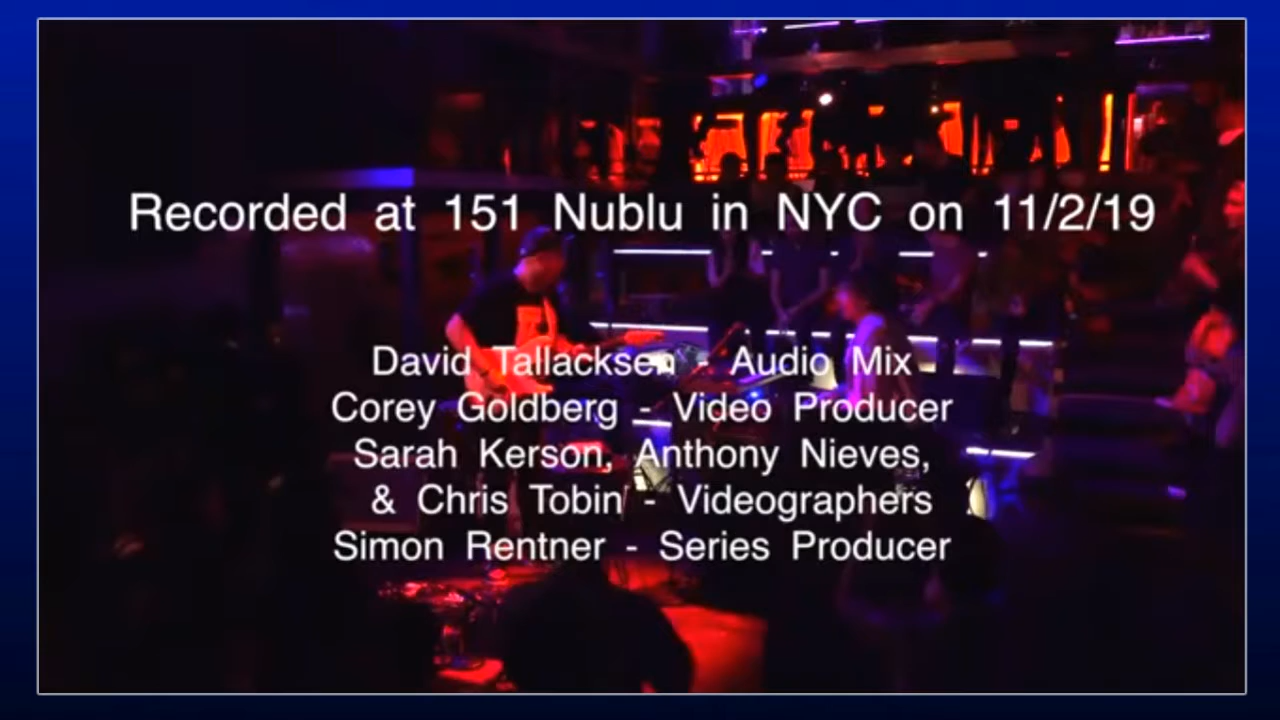 Recorded at 151 Nublu in NYC on 11/2/19
David Tallacksen - Audio Mix
Corey Goldberg - Video Producer
Sarah Kerson, Anthony Nieves,
& Chris Tobin - Videographers
Simon Rentner - Series Producer